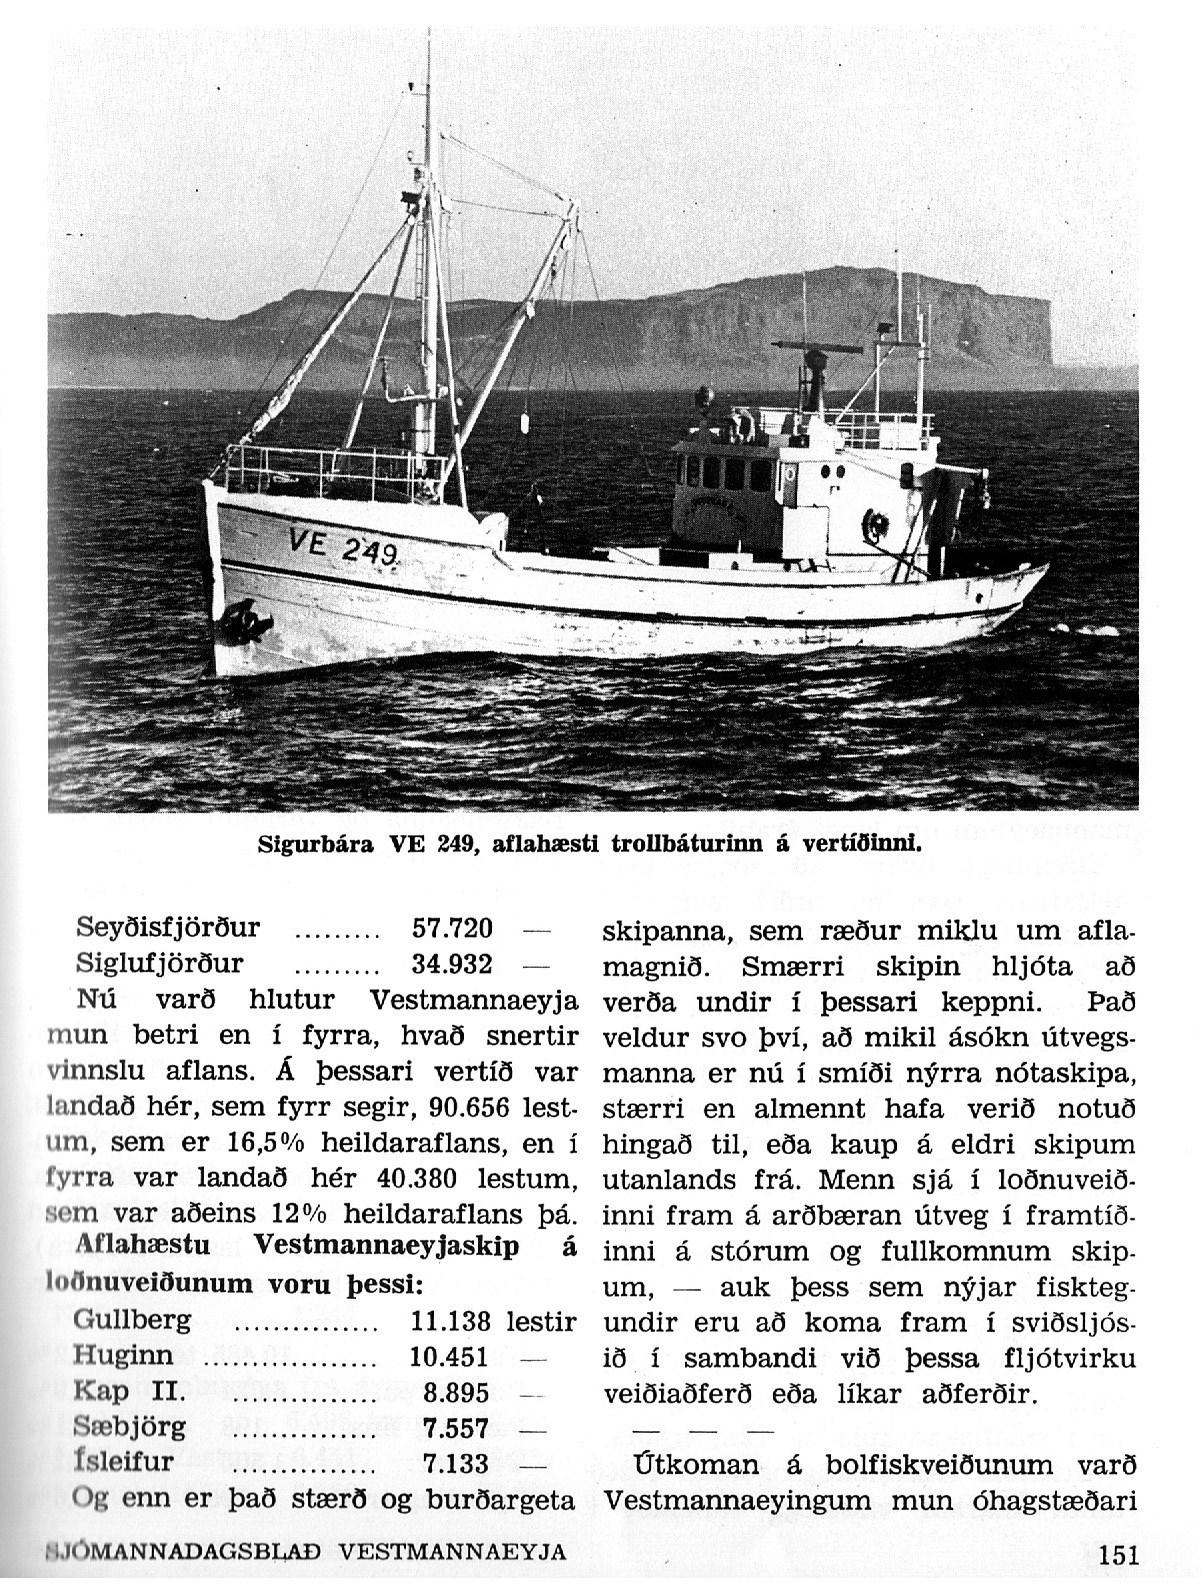 VE 249
Sigurbára VE 249, aflahæsti trollbáturinn á vertíðinni.
Seyðisfjörður ......... 57.720 —
Siglufjörður ......... 34.932 —
Nú varð hlutur Vestmannaeyja
mun betri en í fyrra, hvað snertir
vinnslu aflans. Á þessari vertíð var
landað hér, sem fyrr segir, 90.656 lest-
um, sem er 16,5% heildaraflans, en í
fyrra var landað hér 40.380 lestum,
sem var aðeins 12% heildaraflans þá.
Aflahæstu Vestmannaeyjaskip á
loðnuveiðunum voru þessi:
Gullberg ............... 11.138 lestir
Huginn .................. 10.451 —
Kap II. ............... 8.895 —
Sæbjörg ............... 7.557 —
Ísleifur ............... 7.133 —
Og enn er það stærð og burðargeta
skipanna, sem ræður miklu um afla-
magnið. Smærri skipin hljóta að
verða undir í þessari keppni. Það
veldur svo því, að mikil ásókn útvegs-
manna er nú í smíði nýrra nótaskipa,
stærri en almennt hafa verið notuð
hingað til, eða kaup á eldri skipum
utanlands frá. Menn sjá í loðnuveið-
inni fram á arðbæran útveg í framtíð-
inni á stórum og fullkomnum skip-
um, — auk þess sem nýjar fiskteg-
undir eru að koma fram í sviðsljós-
ið í sambandi við þessa fljótvirku
veiðiaðferð eða líkar aðferðir.
— — —
Útkoman á bolfiskveiðunum varð
Vestmannaeyingum mun óhagstæðari
SJÓMANNADAGSBLAÐ VESTMANNAEYJA
151